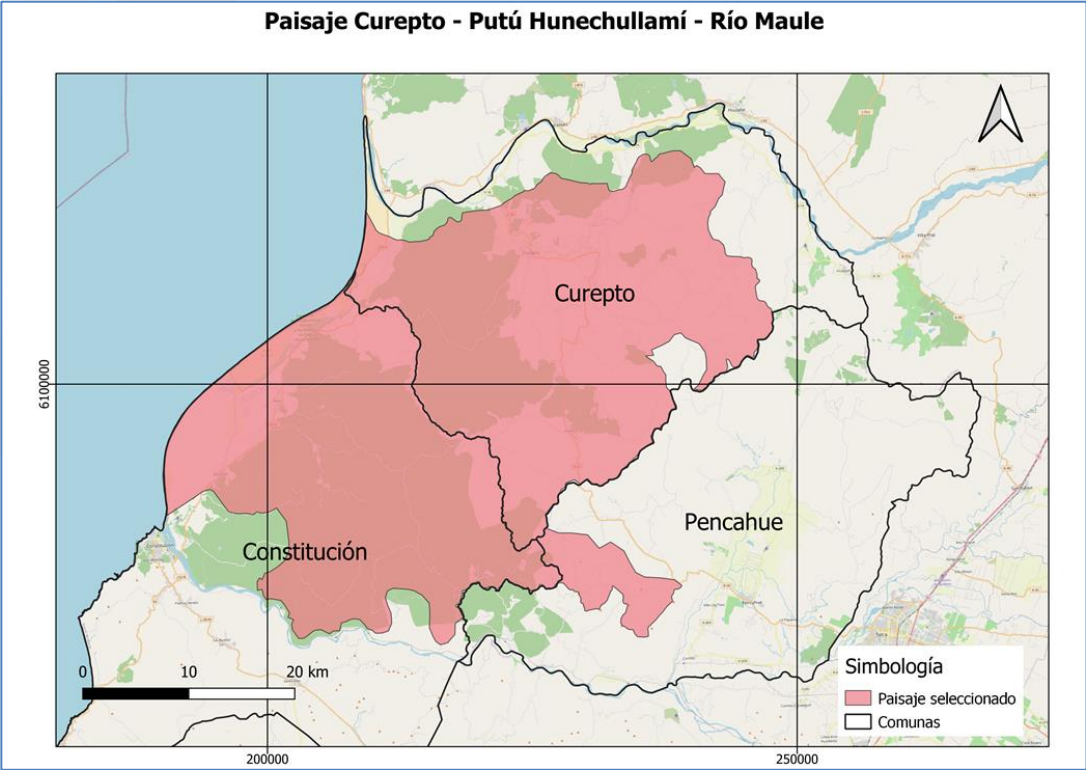 Paisaje Curepto - Putú Hunechullamí - Río Maule
Curepto
6100000
Pencahue
Constitución
0 10 20 km
Simbología
Paisaje seleccionado
Comunas
200000 250000